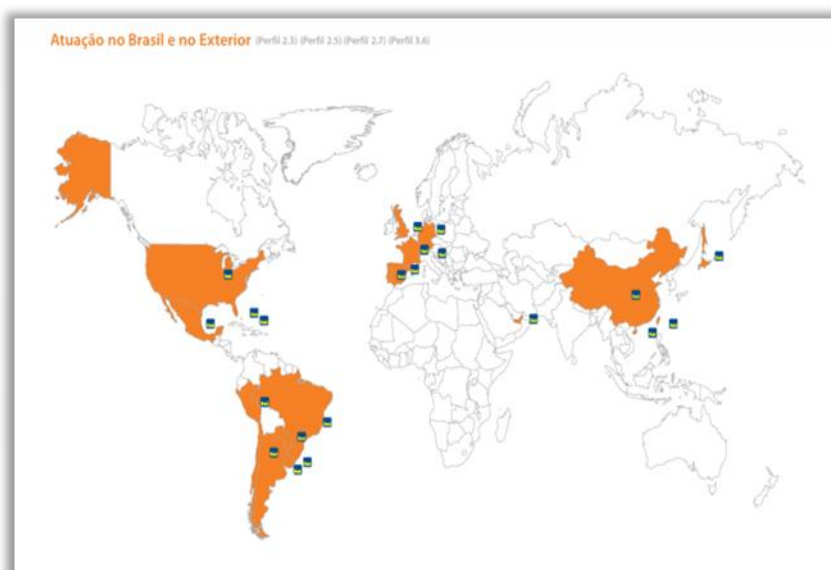 Atuação no Brasil e no Exterior (Perfil 2.3) (Perfil 2.5) (Perfil 2.7) (Perfil 3.6)